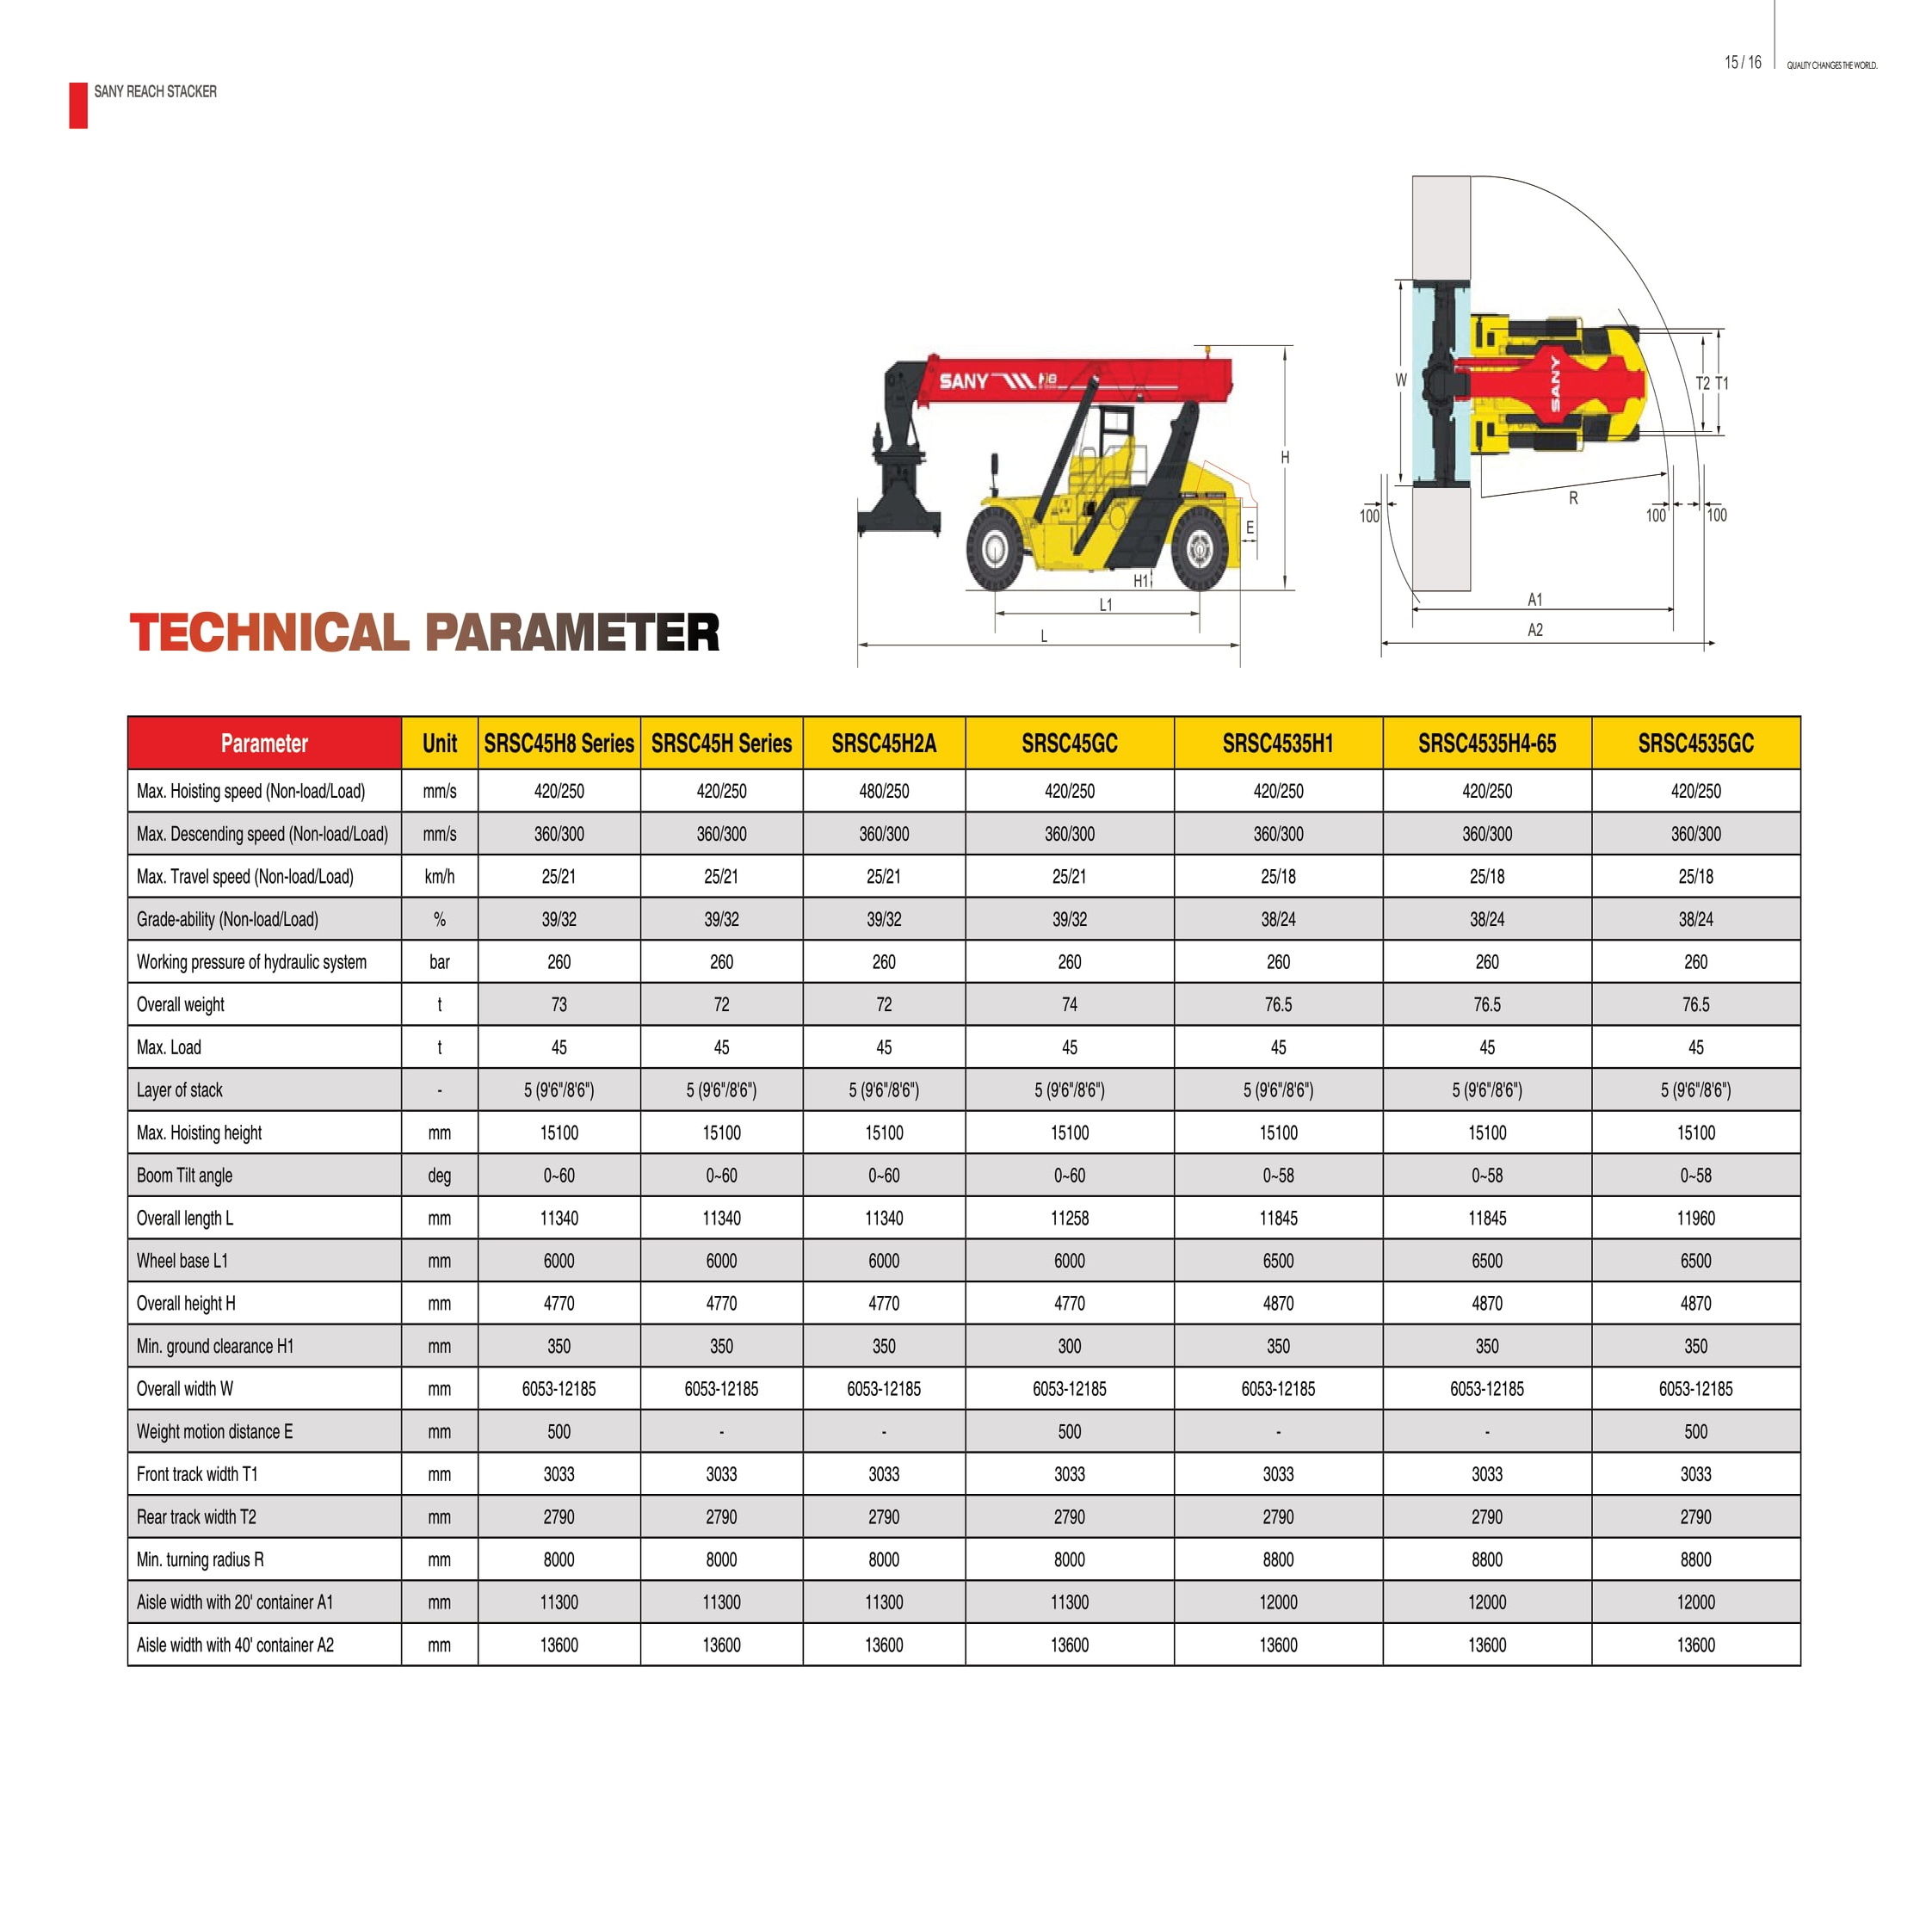 15 / 16
QUALITY CHANGES THE WORLD.
SANY REACH STACKER
SANY H8
H
E
H1
L1
L
SANY
W
T2 T1
R
100
100
100
A1
A2
TECHNICAL PARAMETER
Parameter Unit SRSC45H8 Series SRSC45H Series SRSC45H2A SRSC45GC SRSC4535H1 SRSC4535H4-65 SRSC4535GC
Max. Hoisting speed (Non-load/Load) mm/s 420/250 420/250 480/250 420/250 420/250 420/250 420/250
Max. Descending speed (Non-load/Load) mm/s 360/300 360/300 360/300 360/300 360/300 360/300 360/300
Max. Travel speed (Non-load/Load) km/h 25/21 25/21 25/21 25/21 25/18 25/18 25/18
Grade-ability (Non-load/Load) % 39/32 39/32 39/32 39/32 38/24 38/24 38/24
Working pressure of hydraulic system bar 260 260 260 260 260 260 260
Overall weight t 73 72 72 74 76.5 76.5 76.5
Max. Load t 45 45 45 45 45 45 45
Layer of stack - 5 (9'6"/8'6") 5 (9'6"/8'6") 5 (9'6"/8'6") 5 (9'6"/8'6") 5 (9'6"/8'6") 5 (9'6"/8'6") 5 (9'6"/8'6")
Max. Hoisting height mm 15100 15100 15100 15100 15100 15100 15100
Boom Tilt angle deg 0~60 0~60 0~60 0~60 0~58 0~58 0~58
Overall length L mm 11340 11340 11340 11258 11845 11845 11960
Wheel base L1 mm 6000 6000 6000 6000 6500 6500 6500
Overall height H mm 4770 4770 4770 4770 4870 4870 4870
Min. ground clearance H1 mm 350 350 350 300 350 350 350
Overall width W mm 6053-12185 6053-12185 6053-12185 6053-12185 6053-12185 6053-12185 6053-12185
Weight motion distance E mm 500 - - 500 - - 500
Front track width T1 mm 3033 3033 3033 3033 3033 3033 3033
Rear track width T2 mm 2790 2790 2790 2790 2790 2790 2790
Min. turning radius R mm 8000 8000 8000 8000 8800 8800 8800
Aisle width with 20' container A1 mm 11300 11300 11300 11300 12000 12000 12000
Aisle width with 40' container A2 mm 13600 13600 13600 13600 13600 13600 13600